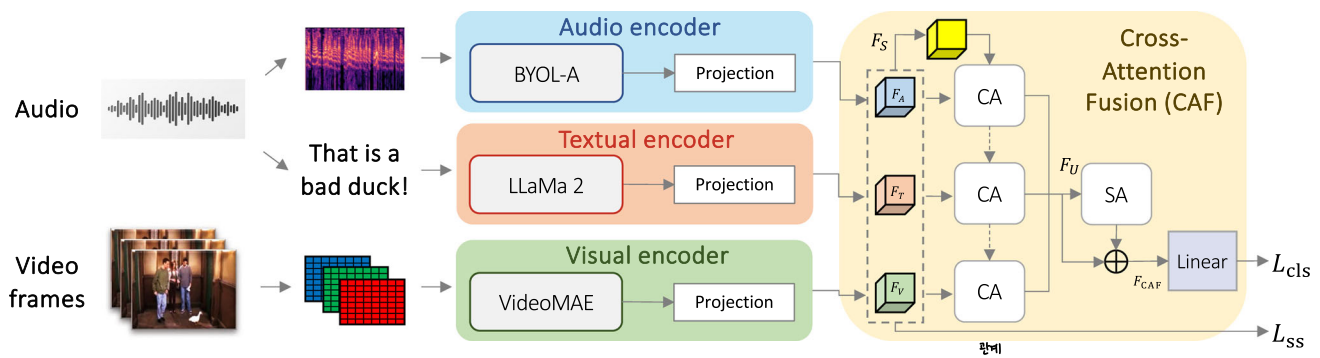 Audio
Video
frames
That is a
bad duck!
Audio encoder
BYOL-A
Projection
Textual encoder
LLaMa 2
Projection
Visual encoder
VideoMAE
Projection
Cross-
Attention
Fusion (CAF)
F_S
F_A
CA
F_T
CA
F_U
SA
F_V
CA
F_CAF
Linear
L_cls
L_ss
관계